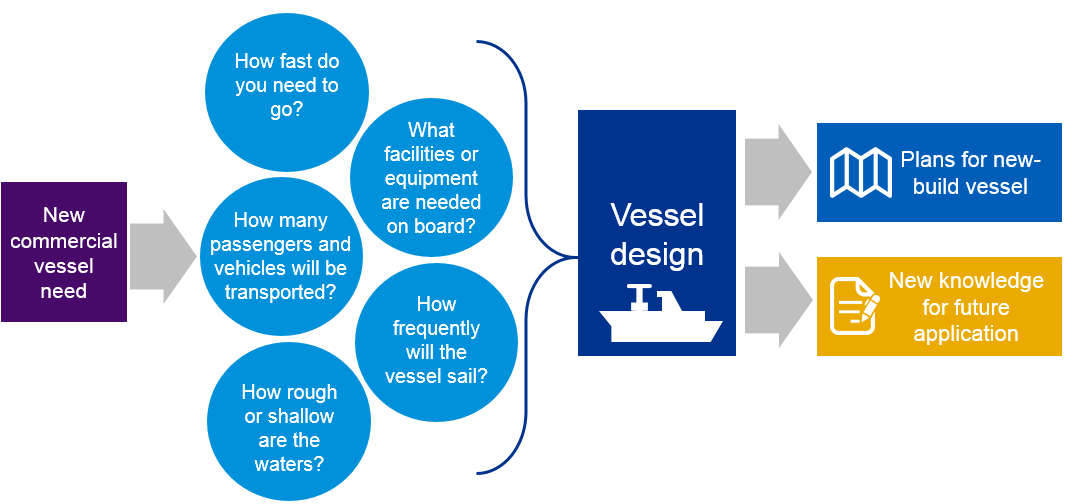 New
commercial
vessel
need
How fast do
you need to
go?
What
facilities or
equipment
are needed
on board?
How many
passengers and
vehicles will be
transported?
How
frequently
will the
vessel sail?
How rough
or shallow
are the
waters?
Vessel
design
Plans for new-
build vessel
New knowledge
for future
application